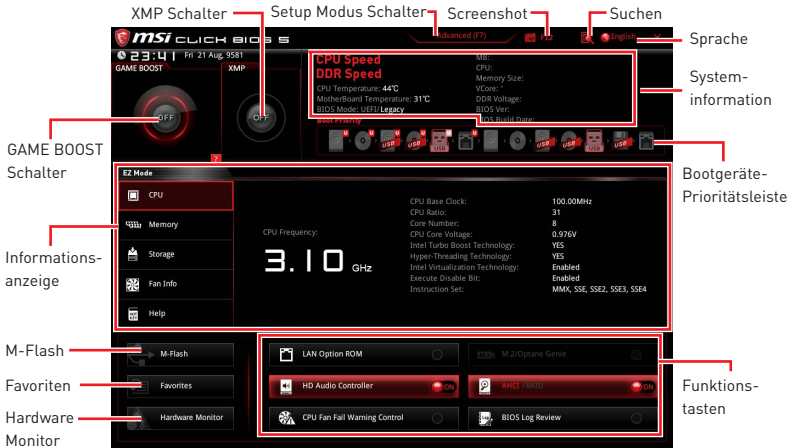 XMP Schalter
Setup Modus Schalter
Screenshot
Suchen
Sprache
System-
information
Bootgeräte-
Prioritätsleiste
GAME BOOST
Schalter
Informations-
anzeige
M-Flash
Favoriten
Hardware
Monitor
Funktions-
tasten
msi CLICK BIOS 5
Advanced (F7)
F12
English
23:41 Fri 21 Aug, 9581
GAME BOOST
XMP
OFF
OFF
CPU Speed
DDR Speed
CPU Temperature: 44°C
MotherBoard Temperature: 31°C
BIOS Mode: UEFI/Legacy
Boot Priority
MB:
CPU:
Memory Size:
VCore:
DDR Voltage:
BIOS Ver:
BIOS Build Date:
U U U U U U
USB USB USB USB USB USB
?
EZ Mode
CPU
Memory
Storage
Fan Info
Help
CPU Frequency:
3.10 GHz
CPU Base Clock: 100.00MHz
CPU Ratio: 31
Core Number: 8
CPU Core Voltage: 0.976V
Intel Turbo Boost Technology: YES
Hyper-Threading Technology: YES
Intel Virtualization Technology: Enabled
Execute Disable Bit: Enabled
Instruction Set: MMX, SSE, SSE2, SSE3, SSE4
M-Flash
Favorites
Hardware Monitor
LAN Option ROM
M.2/Optane Genie
HD Audio Controller ON
AHCI /RAID ON
CPU Fan Fail Warning Control
BIOS Log Review